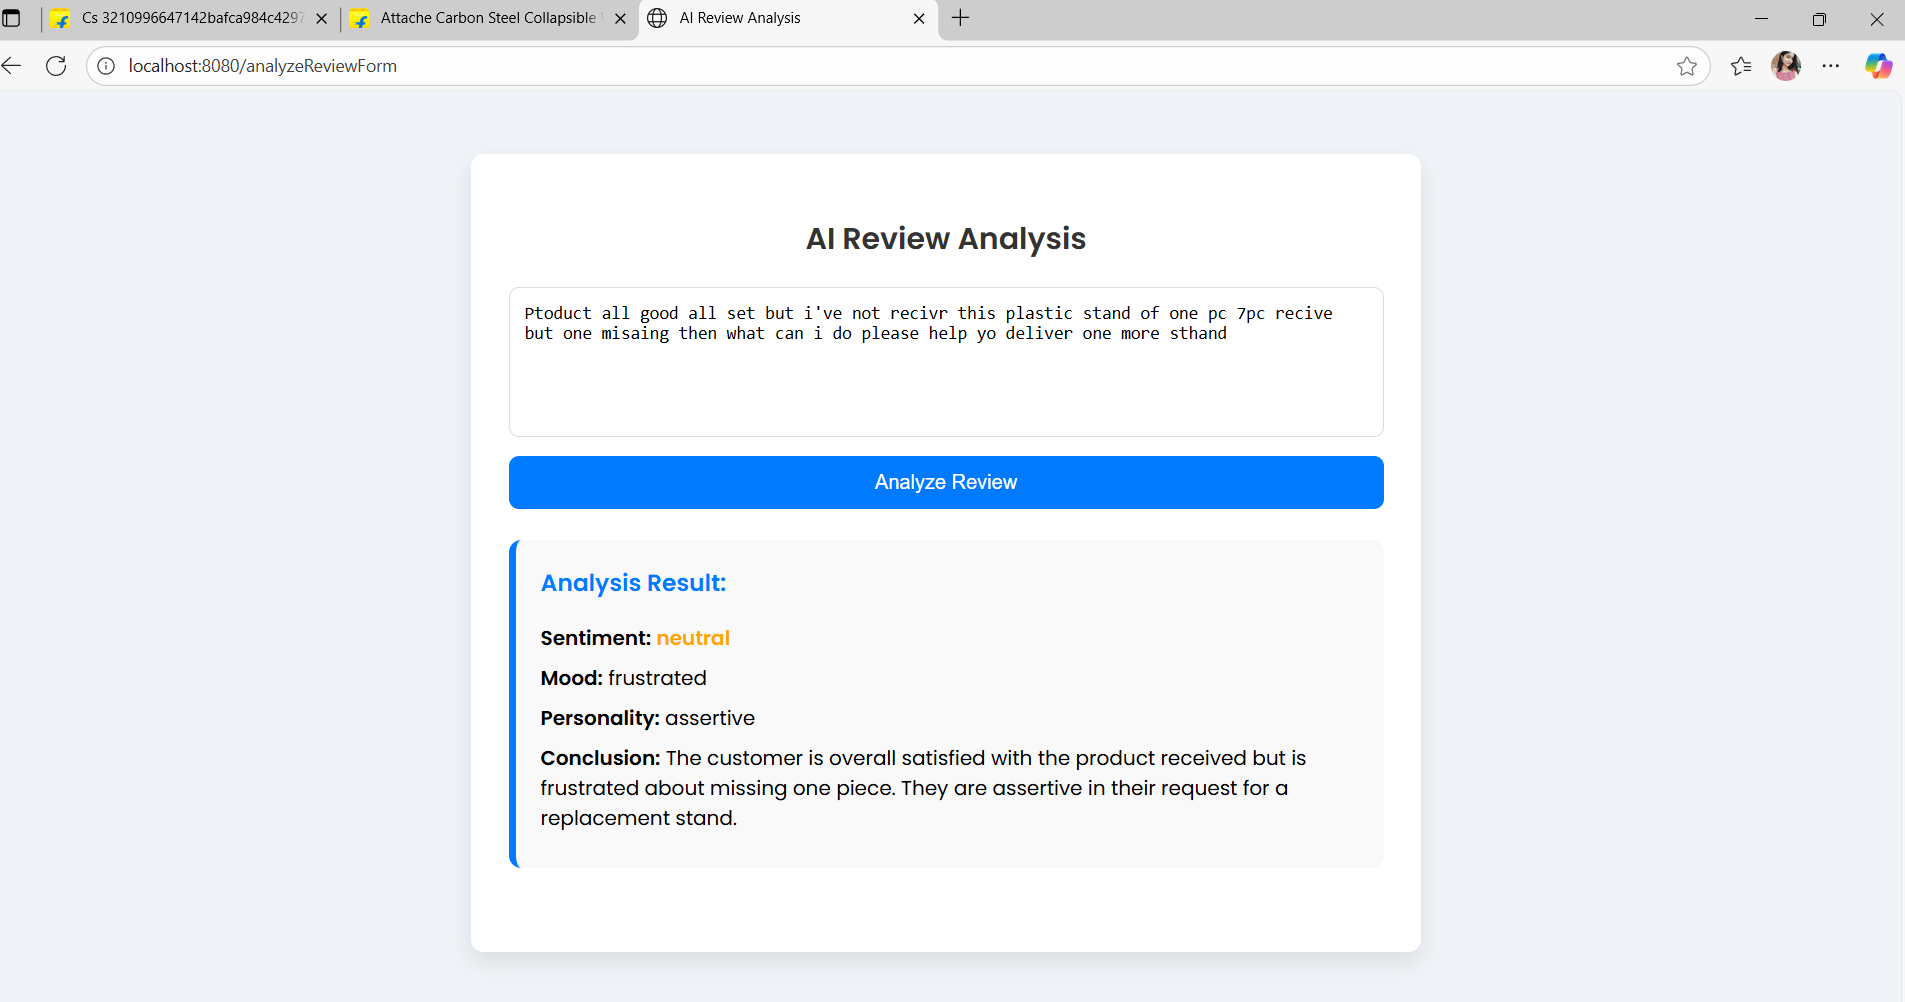 Cs 3210996647142bafca984c4297
Attache Carbon Steel Collapsible
AI Review Analysis
localhost:8080/analyzeReviewForm
AI Review Analysis
Ptoduct all good all set but i've not recivr this plastic stand of one pc 7pc recive
but one misaing then what can i do please help yo deliver one more sthand
Analyze Review
Analysis Result:
Sentiment: neutral
Mood: frustrated
Personality: assertive
Conclusion: The customer is overall satisfied with the product received but is
frustrated about missing one piece. They are assertive in their request for a
replacement stand.